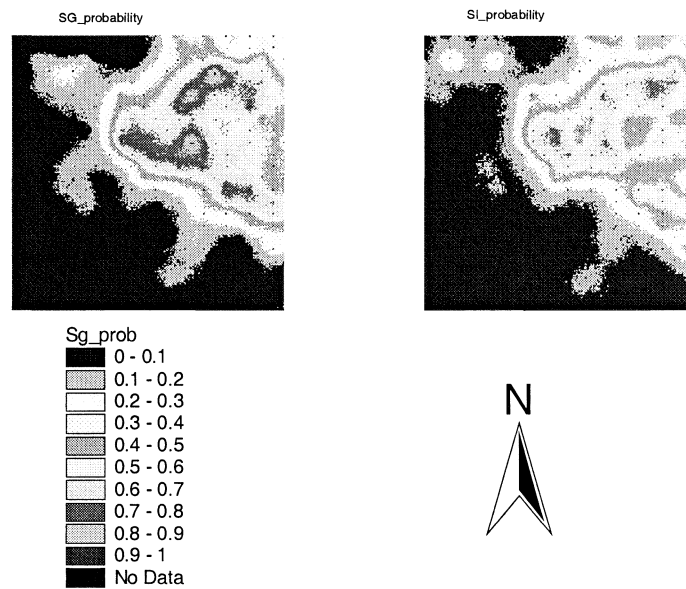 SG_probability
SI_probability
Sg_prob
0 - 0.1
0.1 - 0.2
0.2 - 0.3
0.3 - 0.4
0.4 - 0.5
0.5 - 0.6
0.6 - 0.7
0.7 - 0.8
0.8 - 0.9
0.9 - 1
No Data
N